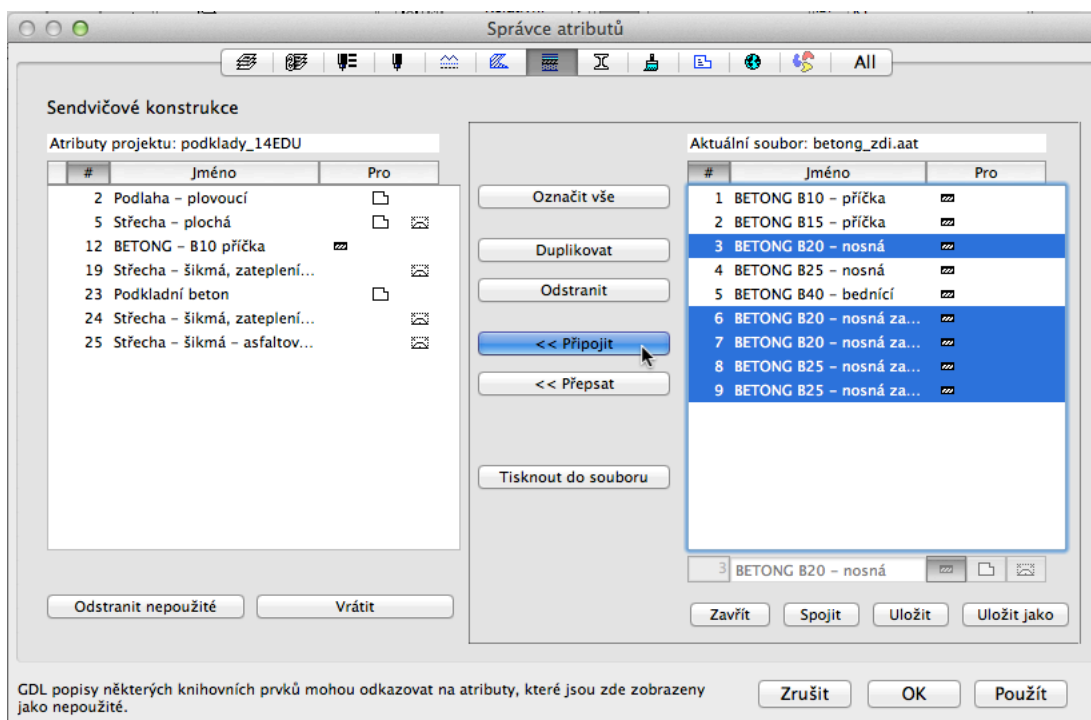 Správce atributů
All
Sendvičové konstrukce
Atributy projektu: podklady_14EDU
# Jméno Pro
2 Podlaha – plovoucí
5 Střecha – plochá
12 BETONG – B10 příčka
19 Střecha – šikmá, zateplení...
23 Podkladní beton
24 Střecha – šikmá, zateplení...
25 Střecha – šikmá – asfaltov...
Odstranit nepoužité
Vrátit
Označit vše
Duplikovat
Odstranit
<< Připojit
<< Přepsat
Tisknout do souboru
Aktuální soubor: betong_zdi.aat
# Jméno Pro
1 BETONG B10 – příčka
2 BETONG B15 – příčka
3 BETONG B20 – nosná
4 BETONG B25 – nosná
5 BETONG B40 – bednící
6 BETONG B20 – nosná za...
7 BETONG B20 – nosná za...
8 BETONG B25 – nosná za...
9 BETONG B25 – nosná za...
3 BETONG B20 – nosná
Zavřít Spojit Uložit Uložit jako
GDL popisy některých knihovních prvků mohou odkazovat na atributy, které jsou zde zobrazeny
jako nepoužité.
Zrušit OK Použít